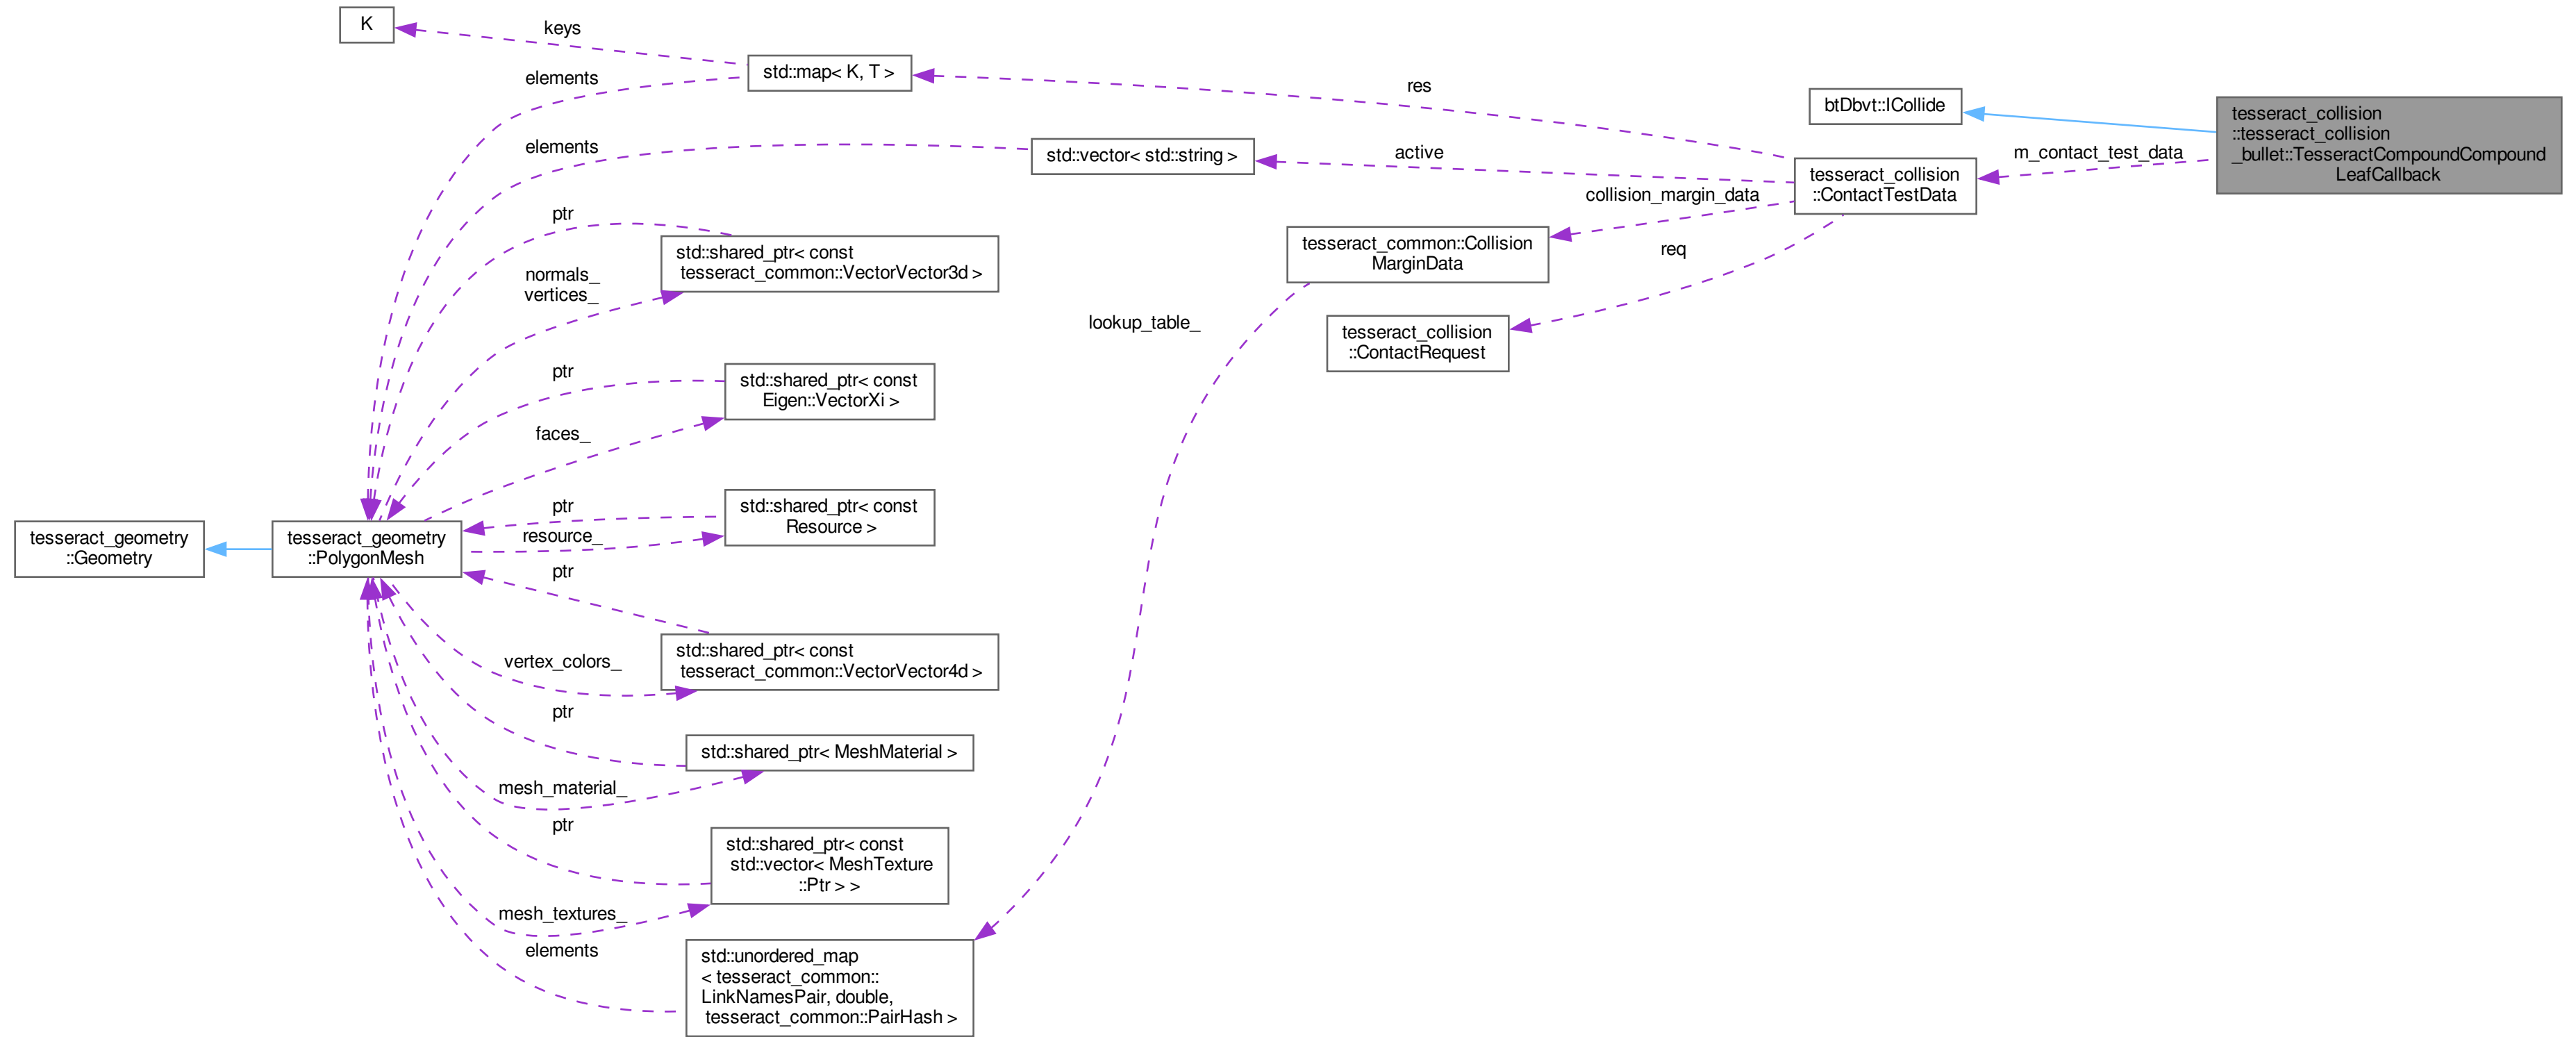 K
keys
std::map< K, T >
elements
res
btDbvt::ICollide
tesseract_collision
::tesseract_collision
_bullet::TesseractCompoundCompound
LeafCallback
m_contact_test_data
elements
std::vector< std::string >
active
tesseract_collision
::ContactTestData
collision_margin_data
ptr
std::shared_ptr< const
tesseract_common::VectorVector3d >
normals_
vertices_
tesseract_common::Collision
MarginData
req
lookup_table_
tesseract_collision
::ContactRequest
ptr
std::shared_ptr< const
Eigen::VectorXi >
faces_
ptr
std::shared_ptr< const
Resource >
resource_
tesseract_geometry
::Geometry
tesseract_geometry
::PolygonMesh
ptr
std::shared_ptr< const
tesseract_common::VectorVector4d >
vertex_colors_
ptr
std::shared_ptr< MeshMaterial >
mesh_material_
ptr
std::shared_ptr< const
std::vector< MeshTexture
::Ptr > >
mesh_textures_
elements
std::unordered_map
< tesseract_common::
LinkNamesPair, double,
tesseract_common::PairHash >